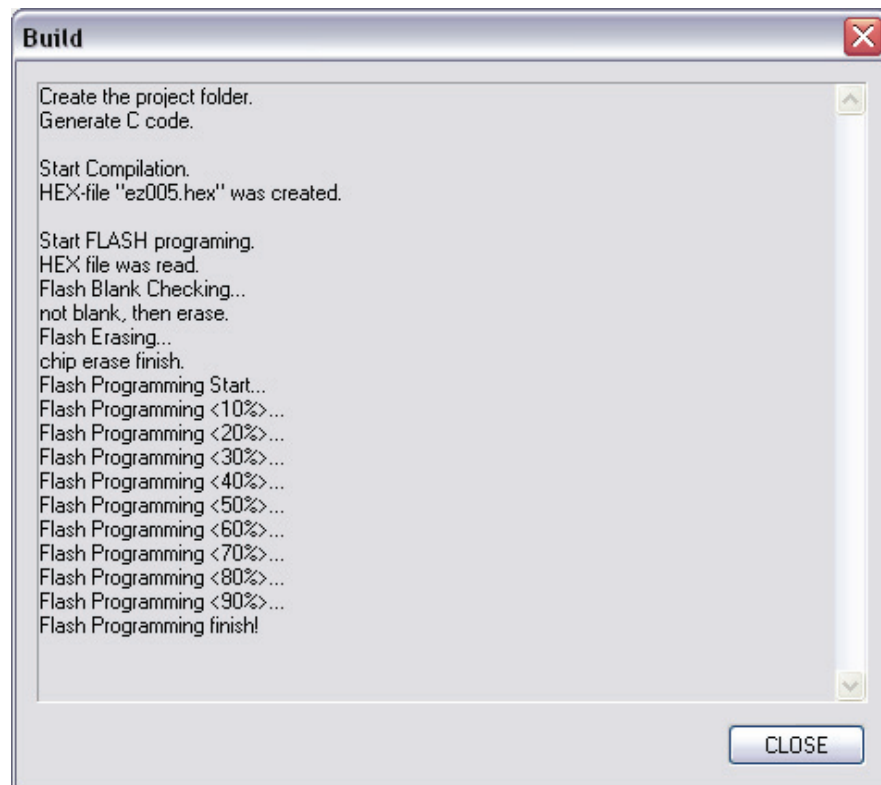 Build
Create the project folder.
Generate C code.
Start Compilation.
HEX-file "ez005.hex" was created.
Start FLASH programing.
HEX file was read.
Flash Blank Checking...
not blank, then erase.
Flash Erasing...
chip erase finish.
Flash Programming Start...
Flash Programming <10%>...
Flash Programming <20%>...
Flash Programming <30%>...
Flash Programming <40%>...
Flash Programming <50%>...
Flash Programming <60%>...
Flash Programming <70%>...
Flash Programming <80%>...
Flash Programming <90%>...
Flash Programming finish!
CLOSE